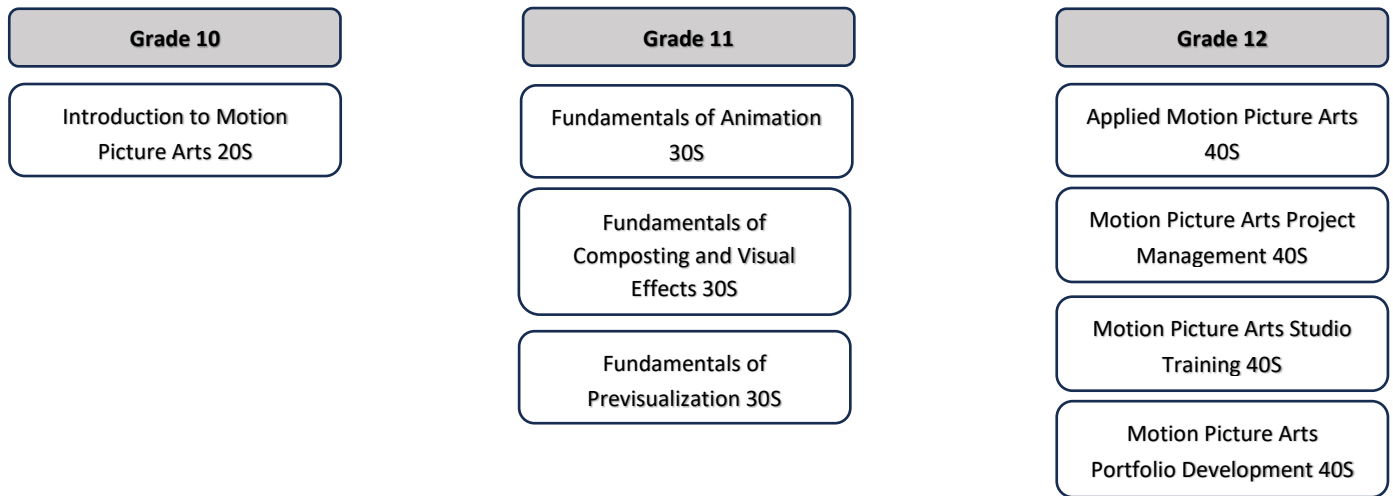 Grade 10
Introduction to Motion
Picture Arts 20S
Grade 11
Fundamentals of Animation
30S
Fundamentals of
Composting and Visual
Effects 30S
Fundamentals of
Previsualization 30S
Grade 12
Applied Motion Picture Arts
40S
Motion Picture Arts Project
Management 40S
Motion Picture Arts Studio
Training 40S
Motion Picture Arts
Portfolio Development 40S